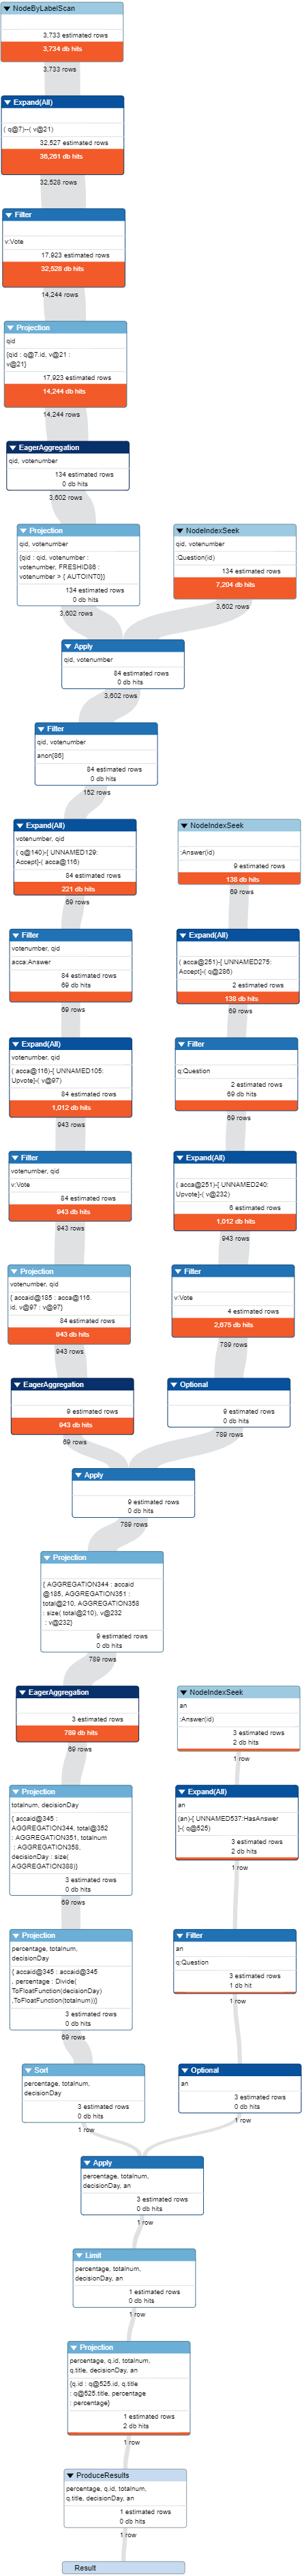 NodeByLabelScan
3,733 estimated rows
3,734 db hits
3,733 rows
Expand(All)
( q@7)--( v@21)
32,527 estimated rows
36,261 db hits
32,528 rows
Filter
v:Vote
17,923 estimated rows
32,528 db hits
14,244 rows
Projection
qid
{qid : q@7.id, v@21 :
v@21}
17,923 estimated rows
14,244 db hits
14,244 rows
EagerAggregation
qid, votenumber
134 estimated rows
0 db hits
3,602 rows
Projection
qid, votenumber
{qid : qid, votenumber :
votenumber, FRESHID86 :
votenumber > { AUTOINT0}}
134 estimated rows
0 db hits
3,602 rows
NodeIndexSeek
qid, votenumber
:Question(id)
134 estimated rows
7,204 db hits
3,602 rows
Apply
qid, votenumber
84 estimated rows
0 db hits
3,602 rows
Filter
qid, votenumber
anon[86]
84 estimated rows
0 db hits
152 rows
Expand(All)
votenumber, qid
( q@140)-[ UNNAMED129:
Accept]-( acca@116)
84 estimated rows
221 db hits
69 rows
NodeIndexSeek
:Answer(id)
9 estimated rows
138 db hits
69 rows
Filter
votenumber, qid
acca:Answer
84 estimated rows
69 db hits
69 rows
Expand(All)
( acca@251)-[ UNNAMED275:
Accept]-( q@286)
2 estimated rows
138 db hits
69 rows
Expand(All)
votenumber, qid
( acca@116)-[ UNNAMED105:
Upvote]-( v@97)
84 estimated rows
1,012 db hits
943 rows
Filter
q:Question
2 estimated rows
69 db hits
69 rows
Filter
votenumber, qid
v:Vote
84 estimated rows
943 db hits
943 rows
Expand(All)
( acca@251)-[ UNNAMED240:
Upvote]-( v@232)
6 estimated rows
1,012 db hits
943 rows
Projection
votenumber, qid
{ accaid@185 : acca@116.
id, v@97 : v@97}
84 estimated rows
943 db hits
943 rows
Filter
v:Vote
4 estimated rows
2,675 db hits
789 rows
EagerAggregation
9 estimated rows
943 db hits
69 rows
Optional
9 estimated rows
0 db hits
789 rows
Apply
9 estimated rows
0 db hits
789 rows
Projection
{ AGGREGATION344 : accaid
@185, AGGREGATION351 :
total@210, AGGREGATION358
: size( total@210), v@232
: v@232}
9 estimated rows
0 db hits
789 rows
EagerAggregation
3 estimated rows
789 db hits
69 rows
NodeIndexSeek
an
:Answer(id)
3 estimated rows
2 db hits
1 row
Projection
totalnum, decisionDay
{ accaid@345 :
AGGREGATION344, total@352
: AGGREGATION351, totalnum
: AGGREGATION358,
decisionDay : size(
AGGREGATION388)}
3 estimated rows
0 db hits
69 rows
Expand(All)
an
(an)-[ UNNAMED537:HasAnswer
]-( q@525)
3 estimated rows
2 db hits
1 row
Projection
percentage, totalnum,
decisionDay
{ accaid@345 : accaid@345
, percentage : Divide(
ToFloatFunction(decisionDay)
,ToFloatFunction(totalnum))}
3 estimated rows
0 db hits
69 rows
Filter
an
q:Question
3 estimated rows
1 db hit
1 row
Sort
percentage, totalnum,
decisionDay
3 estimated rows
0 db hits
1 row
Optional
an
3 estimated rows
0 db hits
1 row
Apply
percentage, totalnum,
decisionDay, an
3 estimated rows
0 db hits
1 row
Limit
percentage, totalnum,
decisionDay, an
1 estimated rows
0 db hits
1 row
Projection
percentage, q.id, totalnum,
q.title, decisionDay, an
{q.id : q@525.id, q.title
: q@525.title, percentage
: percentage}
1 estimated rows
2 db hits
1 row
ProduceResults
percentage, q.id, totalnum,
q.title, decisionDay, an
1 estimated rows
0 db hits
1 row
Result